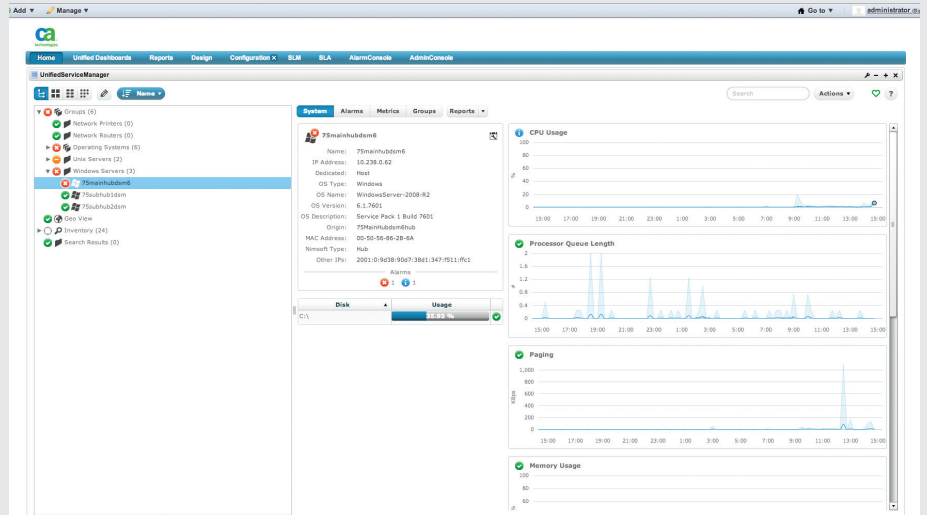 Add ▼ Manage ▼ Go to ▼ administrator
ca
technologies
Home Unified Dashboards Reports Design Configuration X SLM SLA AlarmConsole AdminConsole
UnifiedServiceManager
Name Search Actions ▼ ?
Groups (6)
Network Printers (0)
Network Routers (0)
Operating Systems (6)
Unix Servers (2)
Windows Servers (3)
75mainhubdsm6
75subhub1dsm
75subhub2dsm
Geo View
Inventory (24)
Search Results (0)
System Alarms Metrics Groups Reports
75mainhubdsm6
Name: 75mainhubdsm6
IP Address: 10.238.0.62
Dedicated: Host
OS Type: Windows
OS Name: WindowsServer-2008-R2
OS Version: 6.1.7601
OS Description: Service Pack 1 Build 7601
Origin: 75MainHubdsm6hub
MAC Address: 00-50-56-86-2B-6A
Nimsoft Type: Hub
Other IPs: 2001:0:9d38:90d7:38d1:347:f511:ffc1
Alarms
1 1
Disk Usage
C:\ 35.93 %
CPU Usage
100
80
60
40
20
0
%
15:00 17:00 19:00 21:00 23:00 1:00 3:00 5:00 7:00 9:00 11:00 13:00 15:00
Processor Queue Length
2
1.6
1.2
0.8
0.4
0
#
15:00 17:00 19:00 21:00 23:00 1:00 3:00 5:00 7:00 9:00 11:00 13:00 15:00
Paging
1,000
800
600
400
200
0
KBps
15:00 17:00 19:00 21:00 23:00 1:00 3:00 5:00 7:00 9:00 11:00 13:00 15:00
Memory Usage
100
80
60
%